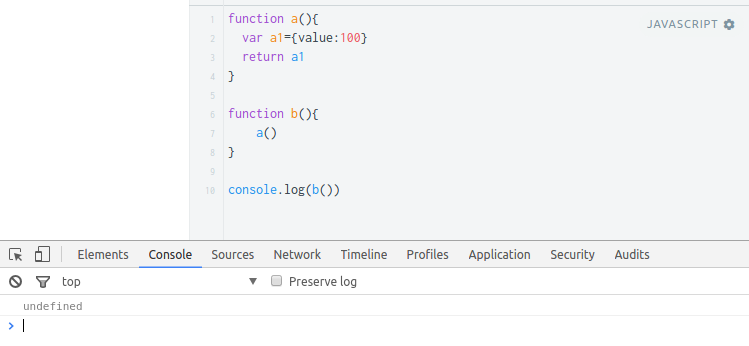 1 function a(){
JAVASCRIPT
2 var a1={value:100}
3 return a1
4 }
5
6 function b(){
7 a()
8 }
9
10 console.log(b())
Elements Console Sources Network Timeline Profiles Application Security Audits
top ▼ Preserve log
undefined
>